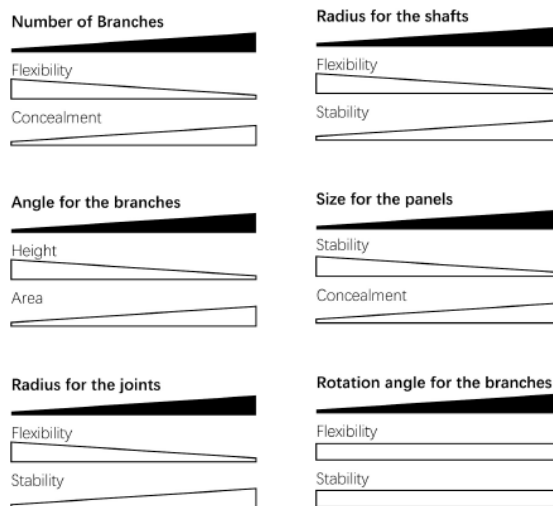 Number of Branches
Flexibility
Concealment
Radius for the shafts
Flexibility
Stability
Angle for the branches
Height
Area
Size for the panels
Stability
Concealment
Radius for the joints
Flexibility
Stability
Rotation angle for the branches
Flexibility
Stability